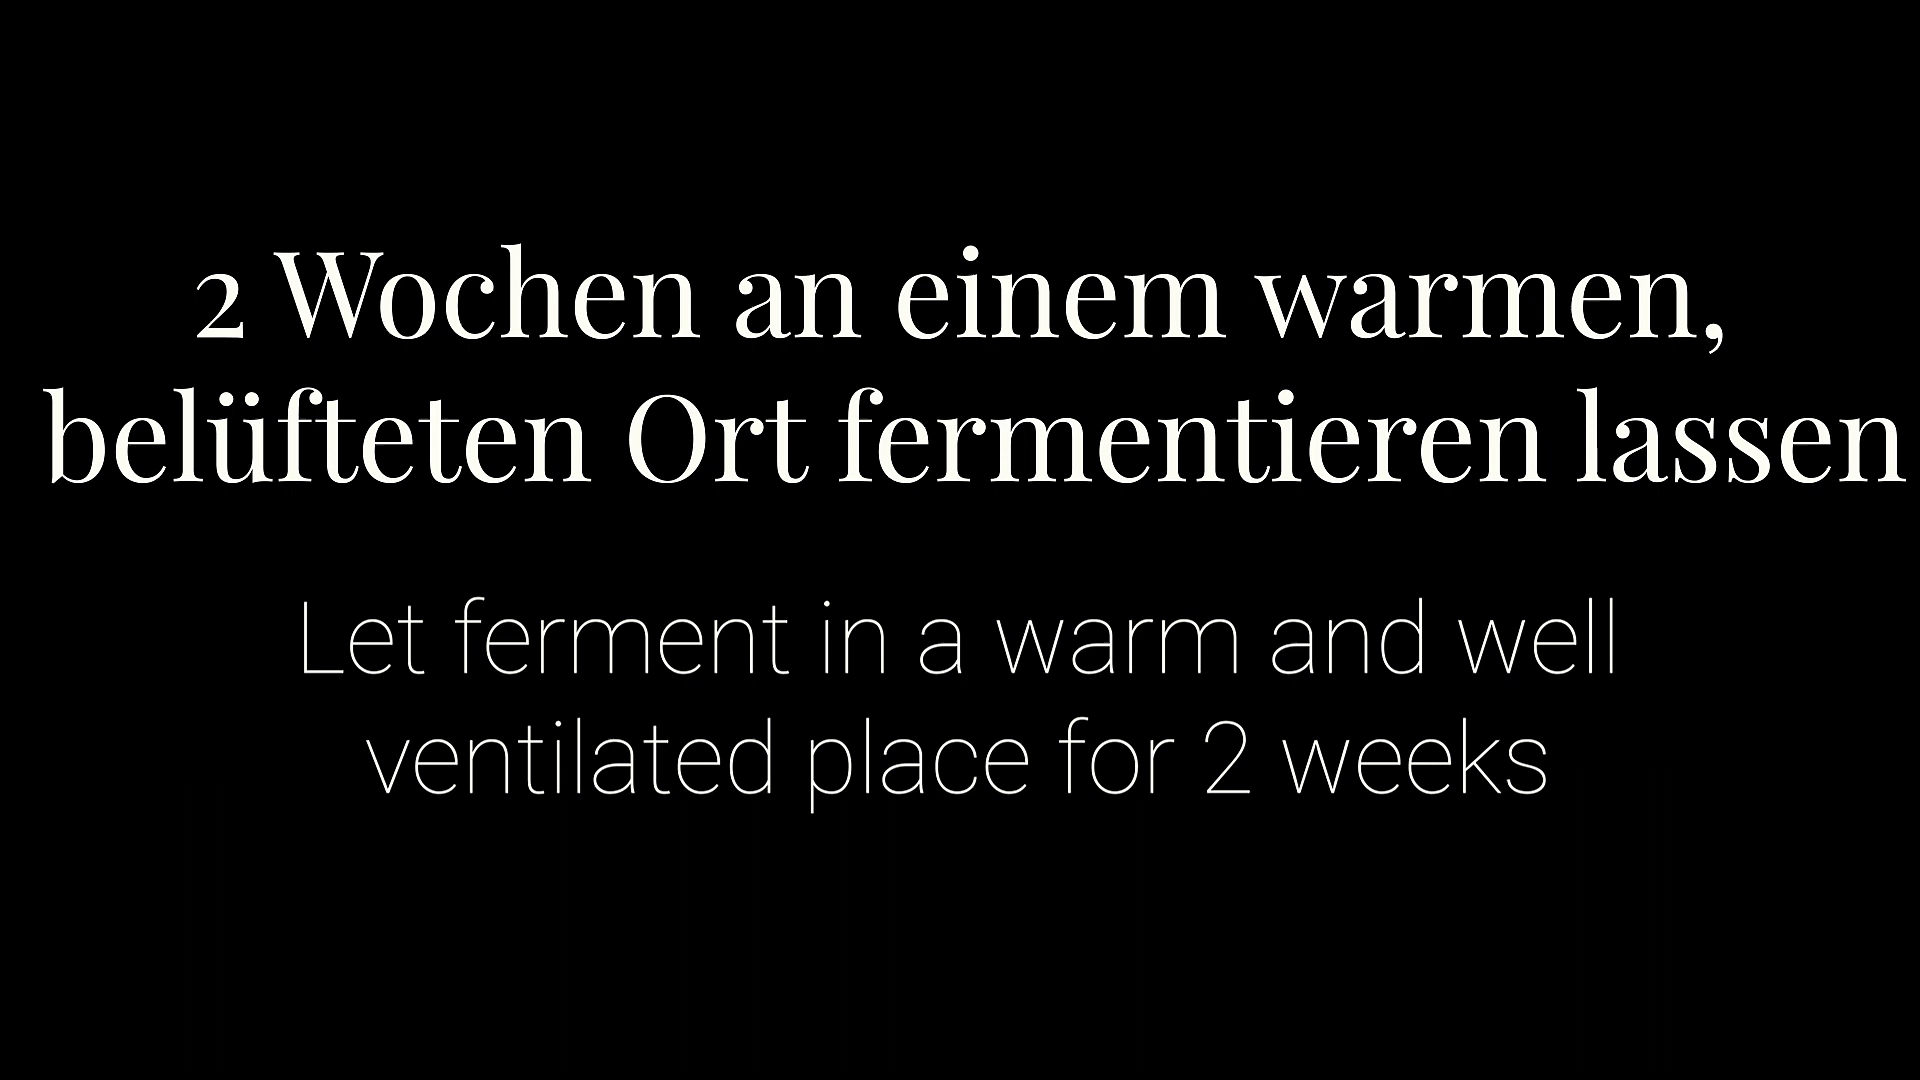 2 Wochen an einem warmen,
belüfteten Ort fermentieren lassen
Let ferment in a warm and well
ventilated place for 2 weeks